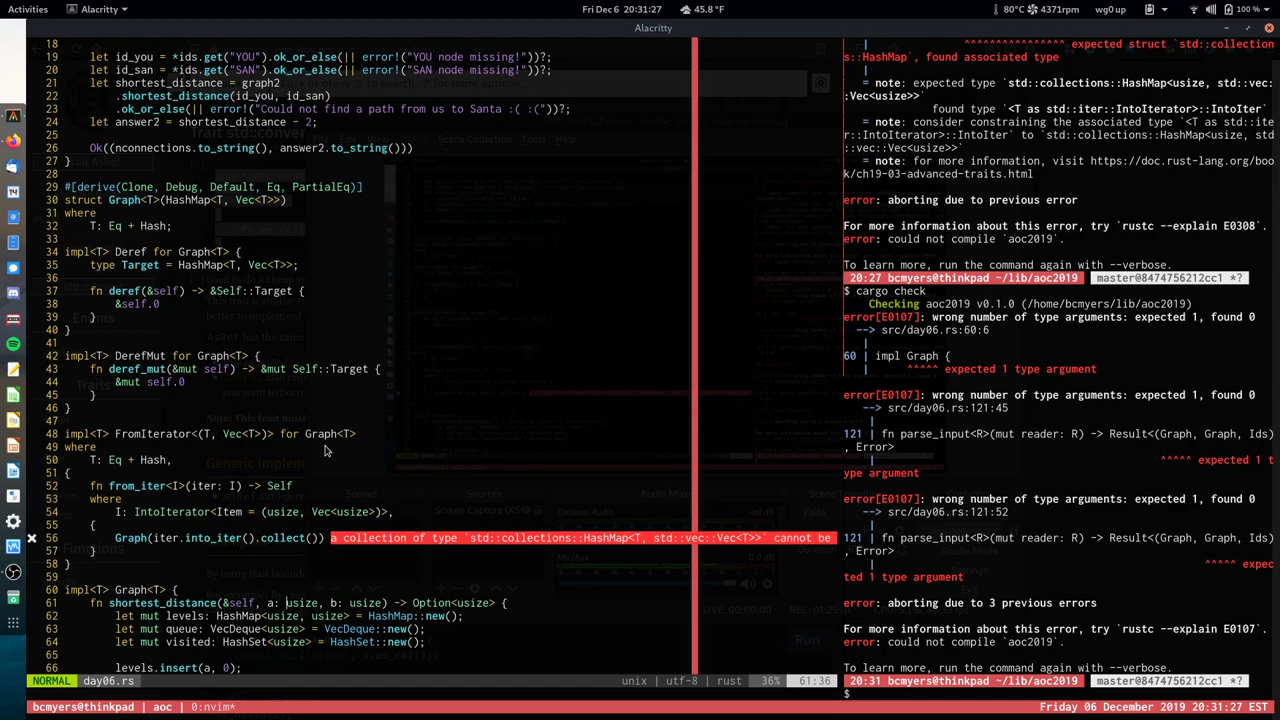 Activities
Alacritty
Fri Dec 6 20:31:27
45.8 °F
80°C
4371rpm
wg0 up
100 %
Alacritty
18
19 let id_you = *ids.get("YOU").ok_or_else(|| error!("YOU node missing!"))?;
20 let id_san = *ids.get("SAN").ok_or_else(|| error!("SAN node missing!"))?;
21 let shortest_distance = graph2
22 .shortest_distance(id_you, id_san)
23 .ok_or_else(|| error!("Could not find a path from us to Santa :( :("))?;
24 let answer2 = shortest_distance - 2;
25
26 Ok((nconnections.to_string(), answer2.to_string()))
27 }
28
29 #[derive(Clone, Debug, Default, Eq, PartialEq)]
30 struct Graph<T>(HashMap<T, Vec<T>>)
31 where
32 T: Eq + Hash;
33
34 impl<T> Deref for Graph<T> {
35 type Target = HashMap<T, Vec<T>>;
36
37 fn deref(&self) -> &Self::Target {
38 &self.0
39 }
40 }
41
42 impl<T> DerefMut for Graph<T> {
43 fn deref_mut(&mut self) -> &mut Self::Target {
44 &mut self.0
45 }
46 }
47
48 impl<T> FromIterator<(T, Vec<T>)> for Graph<T>
49 where
50 T: Eq + Hash,
51 {
52 fn from_iter<I>(iter: I) -> Self
53 where
54 I: IntoIterator<Item = (usize, Vec<usize>)>,
55 {
56 Graph(iter.into_iter().collect()) a collection of type `std::collections::HashMap<T, std::vec::Vec<T>>` cannot be
57 }
58 }
59
60 impl Graph<T> {
61 fn shortest_distance(&self, a: usize, b: usize) -> Option<usize> {
62 let mut levels: HashMap<usize, usize> = HashMap::new();
63 let mut queue: VecDeque<usize> = VecDeque::new();
64 let mut visited: HashSet<usize> = HashSet::new();
65
66 levels.insert(a, 0);
NORMAL day06.rs unix | utf-8 | rust 36% 61:36
bcmyers@thinkpad | aoc | 0:nvim*
| ^^^^^^^^^^^^^^^^^ expected struct `std::collection
s::HashMap`, found associated type
|
= note: expected type `std::collections::HashMap<usize, std::vec
::Vec<usize>>`
found type `<T as std::iter::IntoIterator>::IntoIter`
= note: consider constraining the associated type `<T as std::ite
r::IntoIterator>::IntoIter` to `std::collections::HashMap<usize, st
d::vec::Vec<usize>>`
= note: for more information, visit https://doc.rust-lang.org/boo
k/ch19-03-advanced-traits.html
error: aborting due to previous error
For more information about this error, try `rustc --explain E0308`.
error: could not compile `aoc2019`.
To learn more, run the command again with --verbose.
20:27 bcmyers@thinkpad ~/lib/aoc2019 master@8474756212cc1 *?
$ cargo check
Checking aoc2019 v0.1.0 (/home/bcmyers/lib/aoc2019)
error[E0107]: wrong number of type arguments: expected 1, found 0
--> src/day06.rs:60:6
|
60 | impl Graph {
| ^^^^^ expected 1 type argument
error[E0107]: wrong number of type arguments: expected 1, found 0
--> src/day06.rs:121:45
|
121 | fn parse_input<R>(mut reader: R) -> Result<(Graph, Graph, Ids)
, Error>
| ^^^^^ expected 1 t
ype argument
error[E0107]: wrong number of type arguments: expected 1, found 0
--> src/day06.rs:121:52
|
121 | fn parse_input<R>(mut reader: R) -> Result<(Graph, Graph, Ids)
, Error>
| ^^^^^ expec
ted 1 type argument
error: aborting due to 3 previous errors
For more information about this error, try `rustc --explain E0107`.
error: could not compile `aoc2019`.
To learn more, run the command again with --verbose.
20:31 bcmyers@thinkpad ~/lib/aoc2019 master@8474756212cc1 *?
$
Friday 06 December 2019 20:31:27 EST